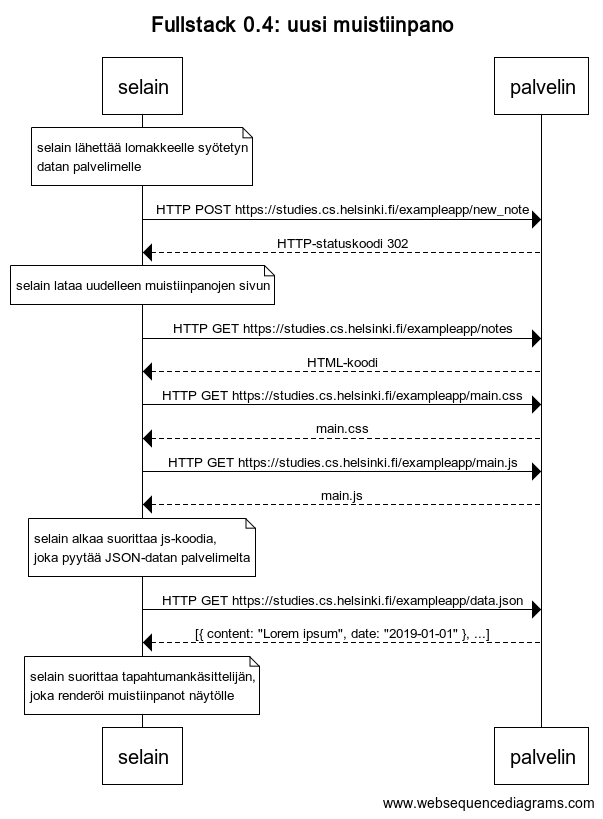 Fullstack 0.4: uusi muistiinpano
selain
palvelin
selain lähettää lomakkeelle syötetyn
datan palvelimelle
HTTP POST https://studies.cs.helsinki.fi/exampleapp/new_note
HTTP-statuskoodi 302
selain lataa uudelleen muistiinpanojen sivun
HTTP GET https://studies.cs.helsinki.fi/exampleapp/notes
HTML-koodi
HTTP GET https://studies.cs.helsinki.fi/exampleapp/main.css
main.css
HTTP GET https://studies.cs.helsinki.fi/exampleapp/main.js
main.js
selain alkaa suorittaa js-koodia,
joka pyytää JSON-datan palvelimelta
HTTP GET https://studies.cs.helsinki.fi/exampleapp/data.json
[{ content: "Lorem ipsum", date: "2019-01-01" }, ...]
selain suorittaa tapahtumankäsittelijän,
joka renderöi muistiinpanot näytölle
selain
palvelin
www.websequencediagrams.com